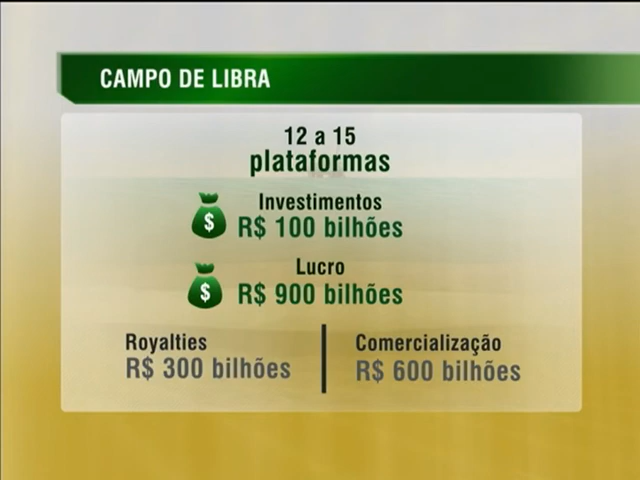 CAMPO DE LIBRA
12 a 15
plataformas
Investimentos
$
R$ 100 bilhões
Lucro
$
R$ 900 bilhões
Royalties
R$ 300 bilhões
Comercialização
R$ 600 bilhões